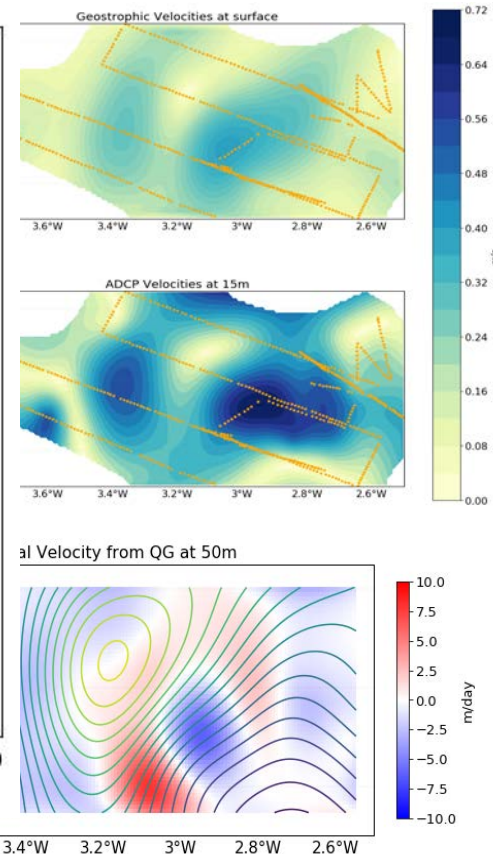 Geostrophic Velocities at surface
0.72
0.64
0.56
0.48
0.40
0.32
0.24
0.16
0.08
0.00
3.6°W 3.4°W 3.2°W 3°W 2.8°W 2.6°W
ADCP Velocities at 15m
3.6°W 3.4°W 3.2°W 3°W 2.8°W 2.6°W
al Velocity from QG at 50m
10.0
7.5
5.0
2.5
0.0
−2.5
−5.0
−7.5
−10.0
m/day
3.4°W 3.2°W 3°W 2.8°W 2.6°W